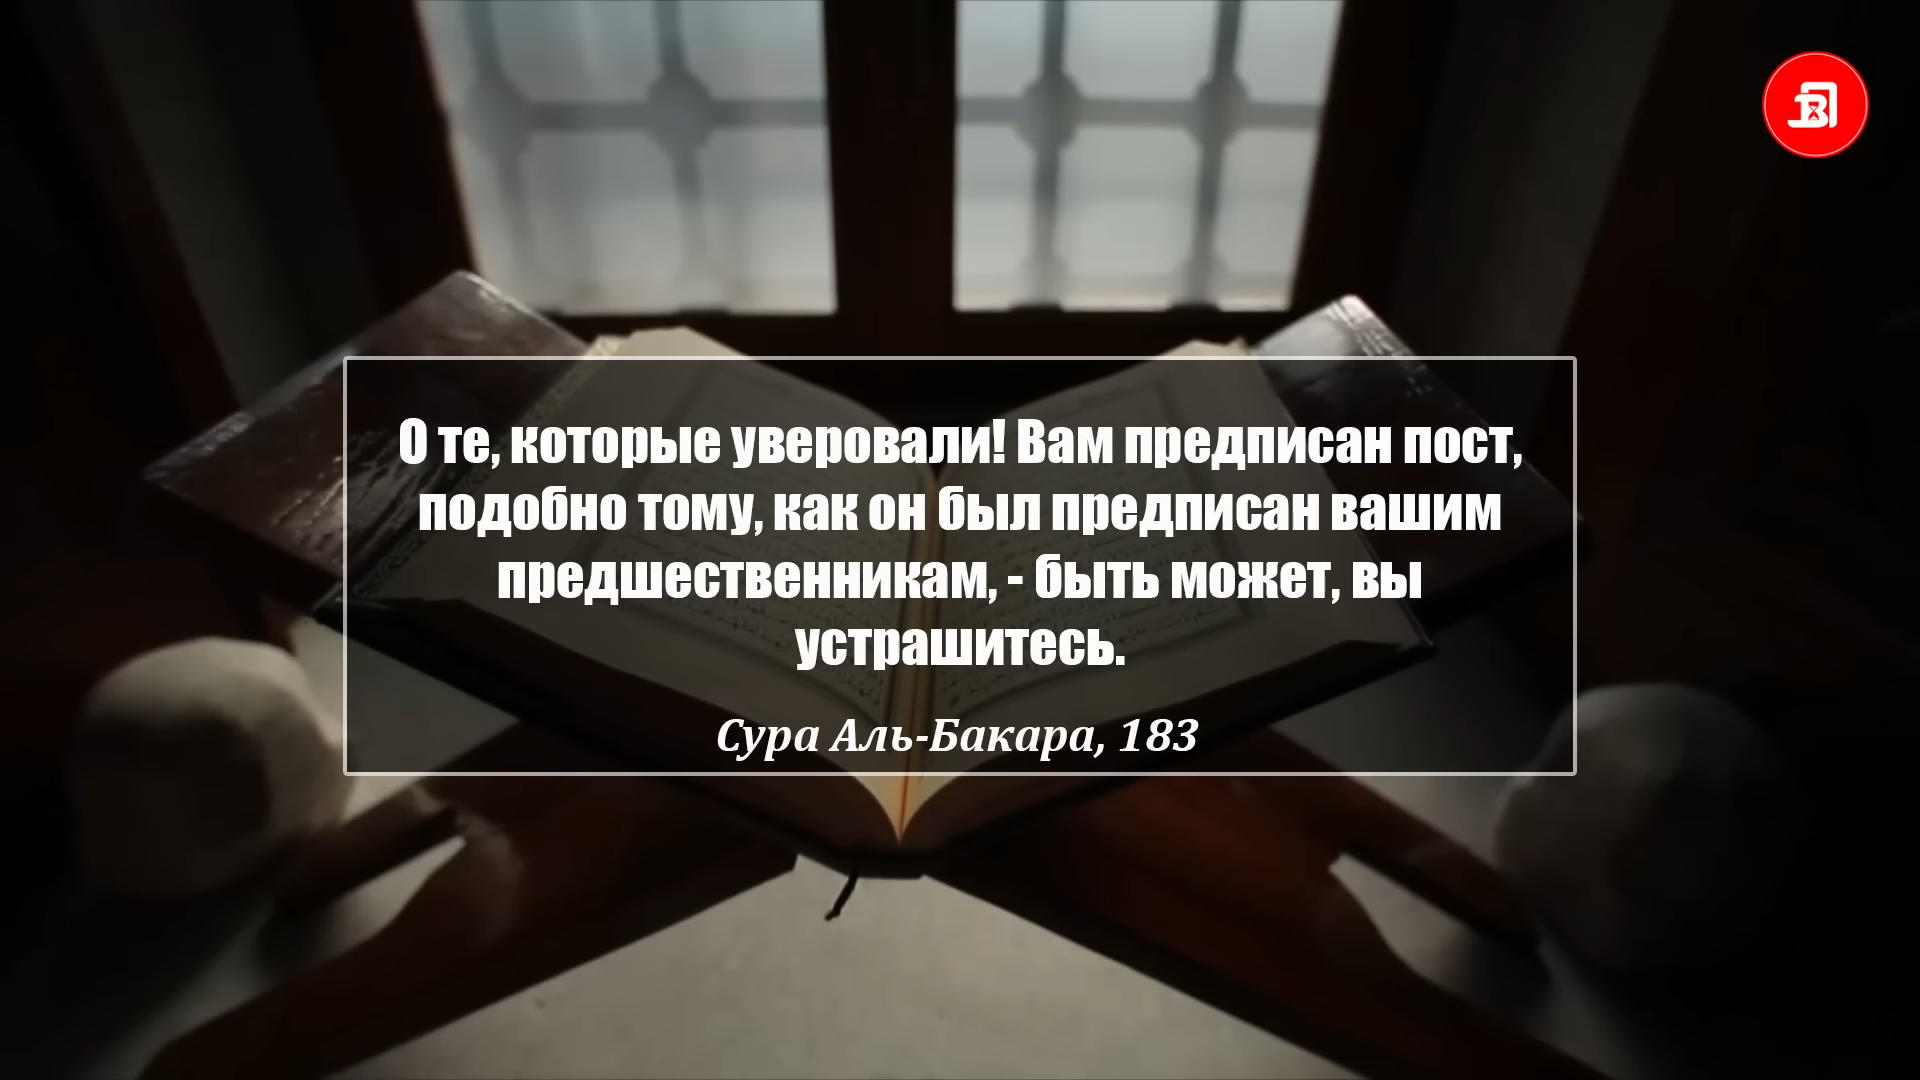 О те, которые уверовали! Вам предписан пост,
подобно тому, как он был предписан вашим
предшественникам, - быть может, вы
устрашитесь.
Сура Аль-Бакара, 183